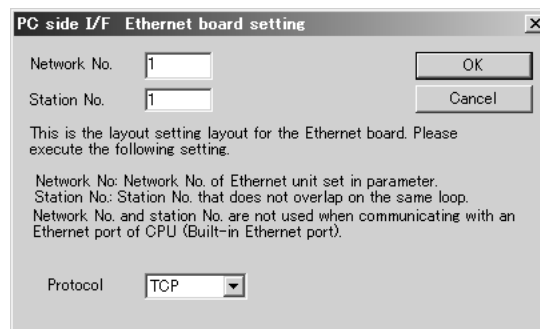 PC side I/F Ethernet board setting
Network No. 1
OK
Station No. 1
Cancel
This is the layout setting layout for the Ethernet board. Please
execute the following setting.
Network No: Network No. of Ethernet unit set in parameter.
Station No.: Station No. that does not overlap on the same loop.
Network No. and station No. are not used when communicating with an
Ethernet port of CPU (Built-in Ethernet port).
Protocol TCP